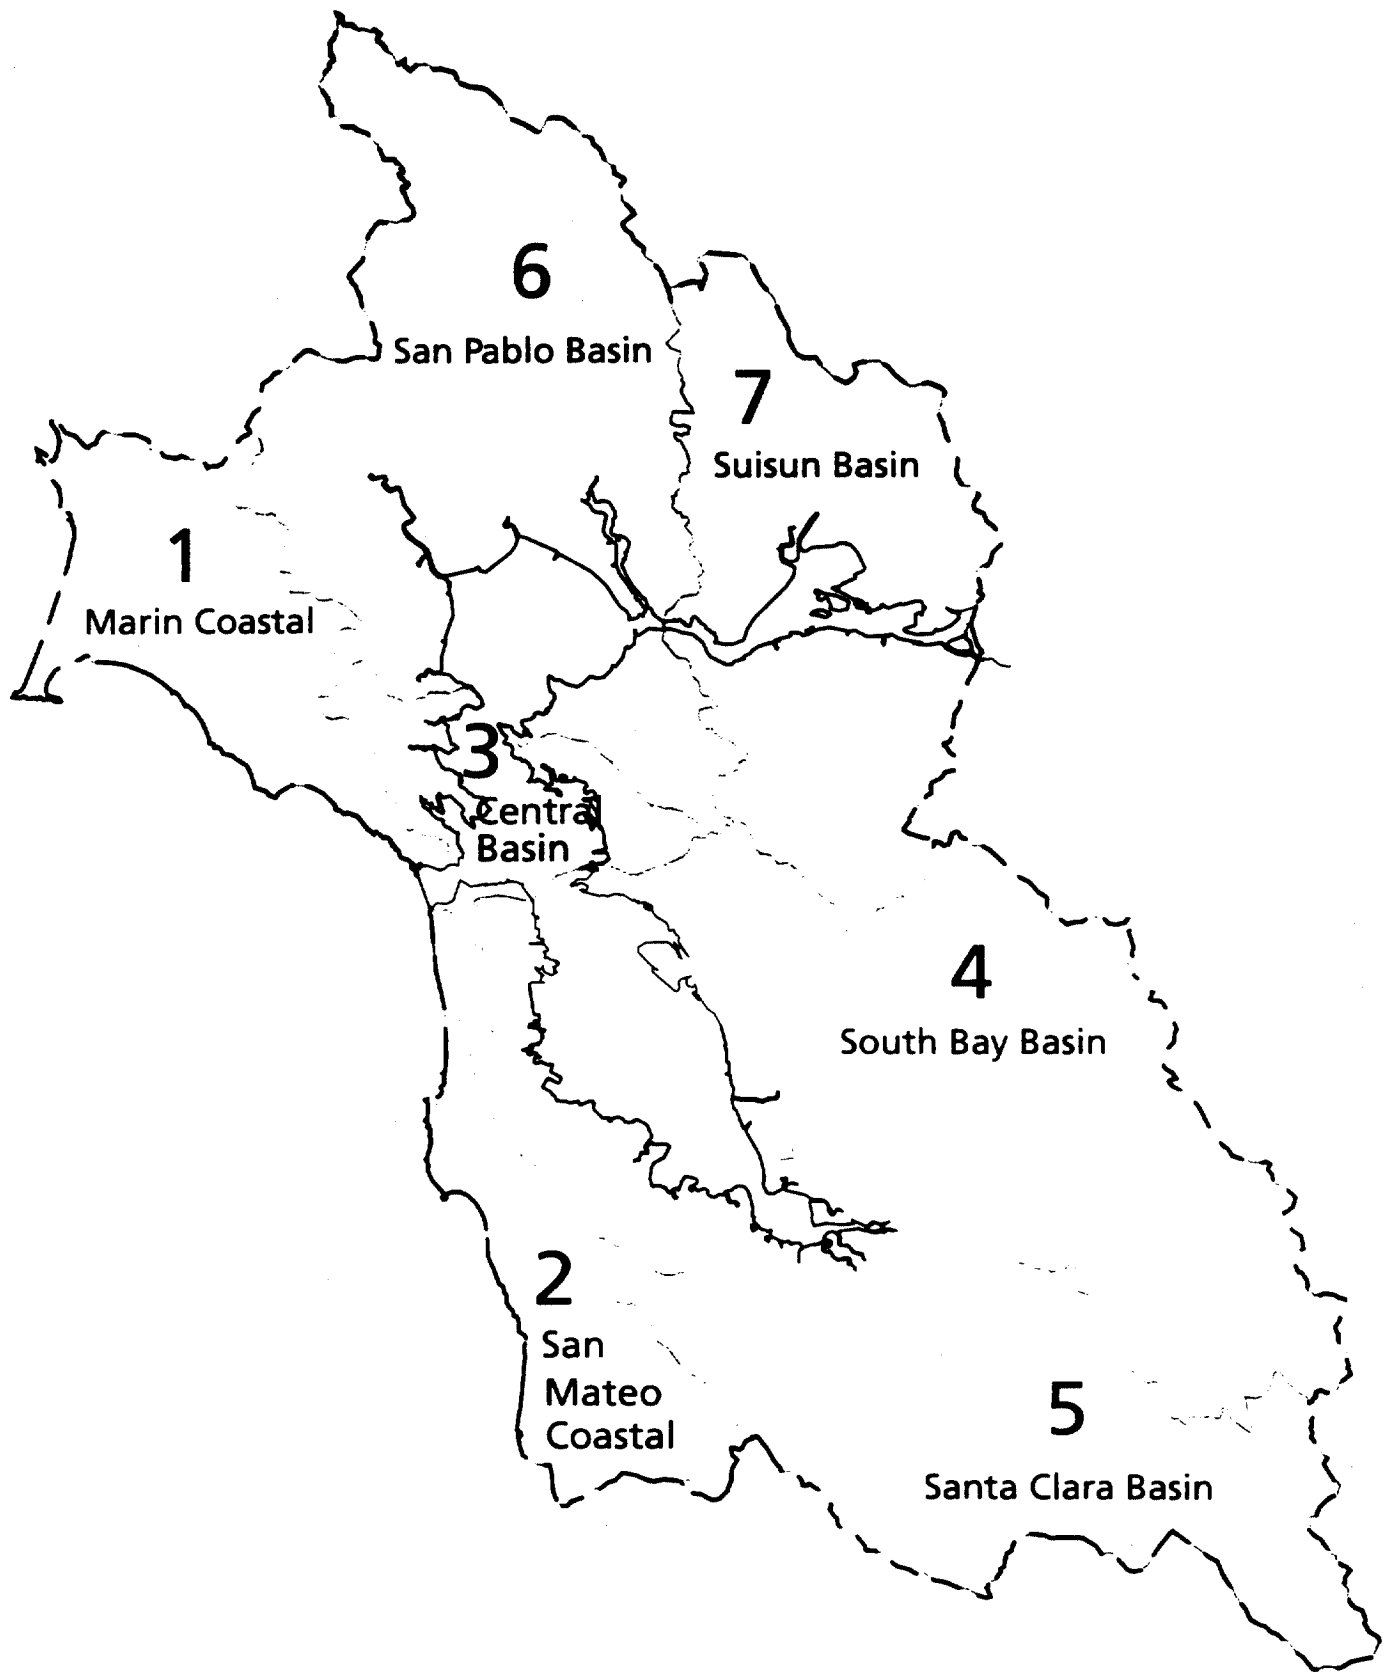 6
San Pablo Basin
7
Suisun Basin
1
Marin Coastal
3
Central
Basin
4
South Bay Basin
2
San
Mateo
Coastal
5
Santa Clara Basin